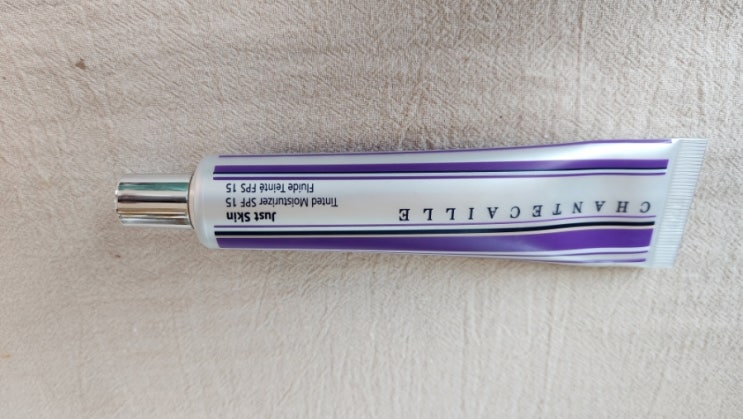 CHANTECAILLE
Just Skin
Tinted Moisturizer SPF 15
Fluide Teinté FPS 15